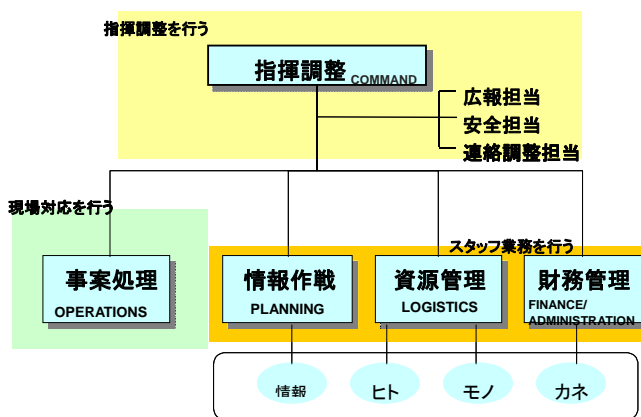 指揮調整を行う
指揮調整 COMMAND
広報担当
安全担当
連絡調整担当
現場対応を行う
スタッフ業務を行う
事案処理
OPERATIONS
情報作戦
PLANNING
資源管理
LOGISTICS
財務管理
FINANCE/
ADMINISTRATION
情報
ヒト
モノ
カネ